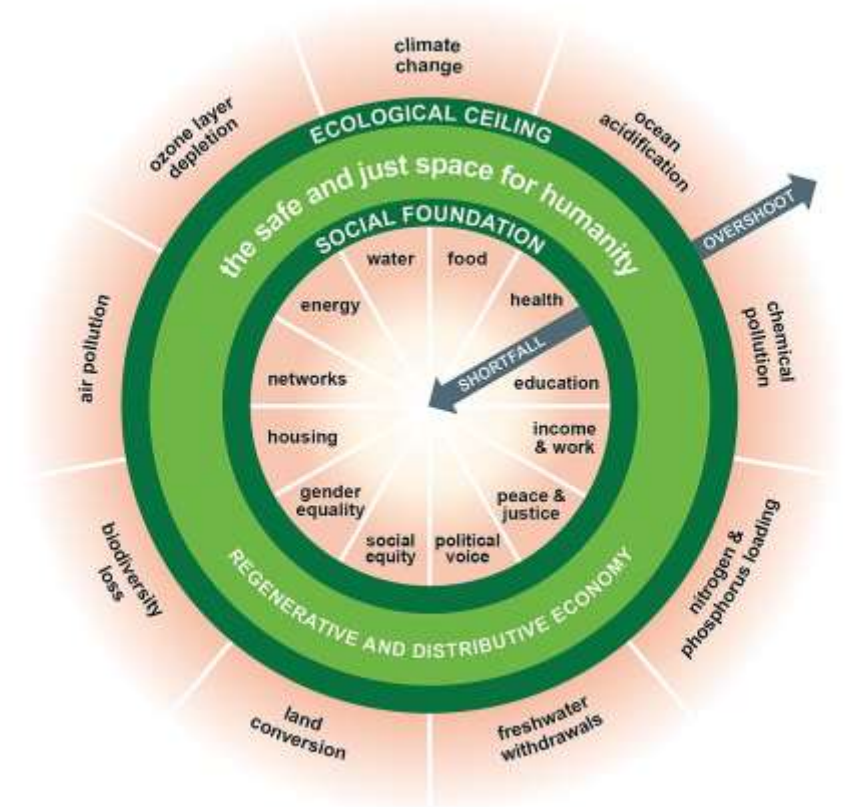 climate
change
ozone layer
depletion
ocean
acidification
ECOLOGICAL CEILING
the safe and just space for humanity
OVERSHOOT
SOCIAL FOUNDATION
water
food
energy
health
air pollution
chemical
pollution
SHORTFALL
networks
education
housing
income
& work
gender
equality
peace &
justice
social
equity
political
voice
biodiversity
loss
nitrogen &
phosphorus loading
REGENERATIVE AND DISTRIBUTIVE ECONOMY
land
conversion
freshwater
withdrawals